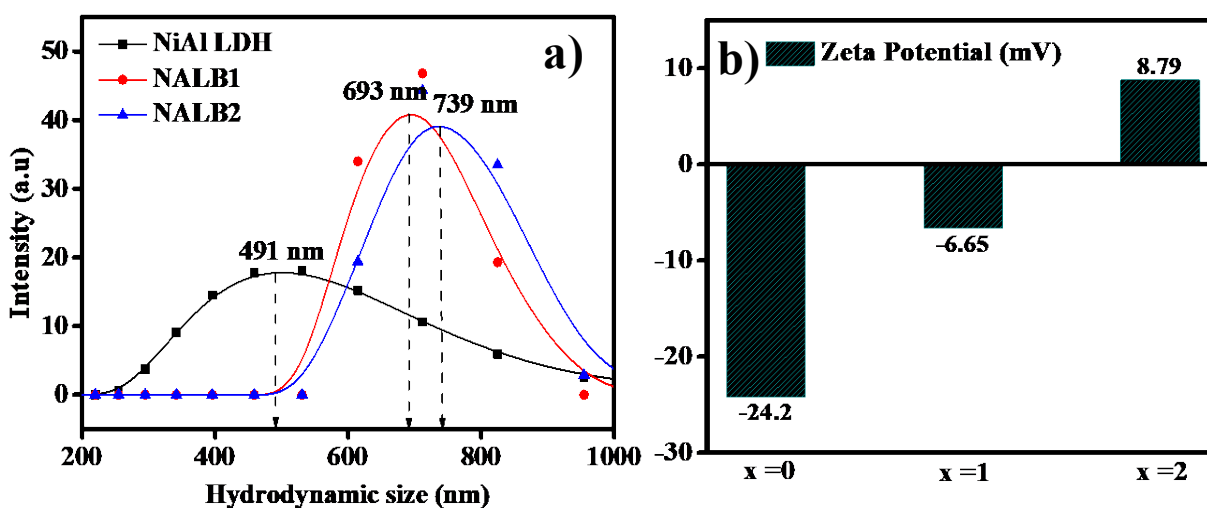 a)
NiAl LDH
NALB1
NALB2
693 nm
739 nm
491 nm
50
40
30
20
10
0
Intensity (a.u)
200 400 600 800 1000
Hydrodynamic size (nm)
b)
Zeta Potential (mV)
8.79
-6.65
-24.2
10
0
-10
-20
-30
x =0 x =1 x =2